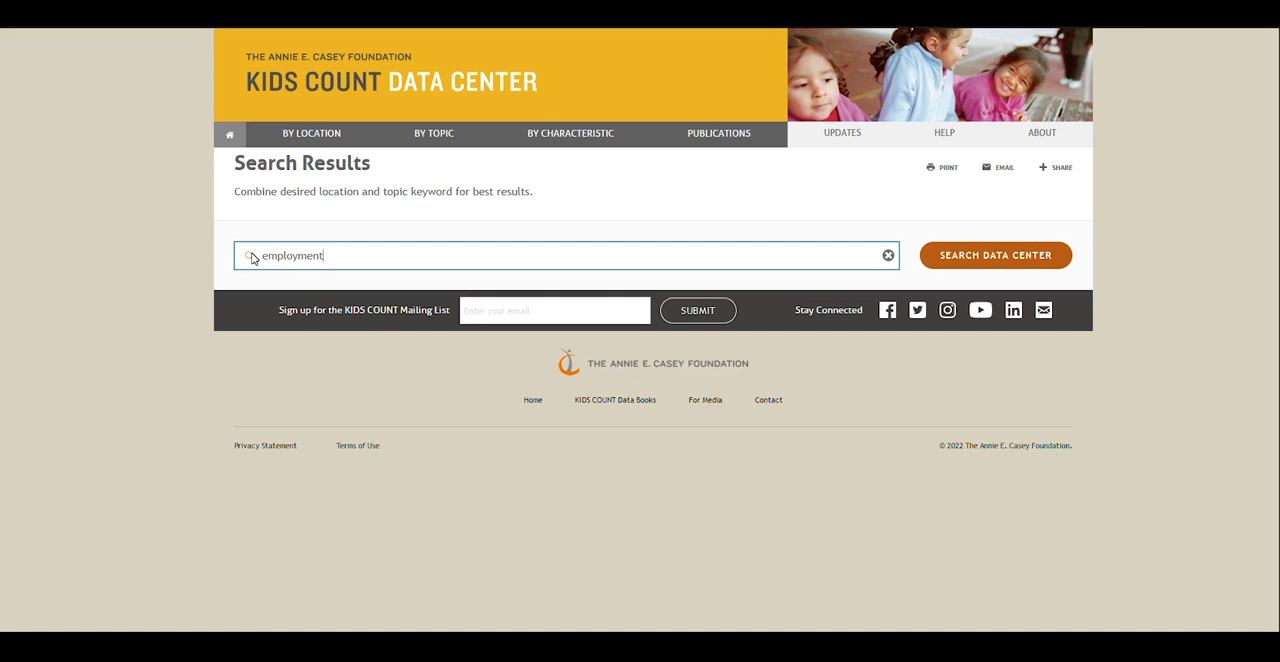 THE ANNIE E. CASEY FOUNDATION
KIDS COUNT DATA CENTER
BY LOCATION BY TOPIC BY CHARACTERISTIC PUBLICATIONS UPDATES HELP ABOUT
Search Results
PRINT EMAIL SHARE
Combine desired location and topic keyword for best results.
employment SEARCH DATA CENTER
Sign up for the KIDS COUNT Mailing List Enter your email SUBMIT Stay Connected
THE ANNIE E. CASEY FOUNDATION
Home KIDS COUNT Data Books For Media Contact
Privacy Statement Terms of Use © 2022 The Annie E. Casey Foundation.